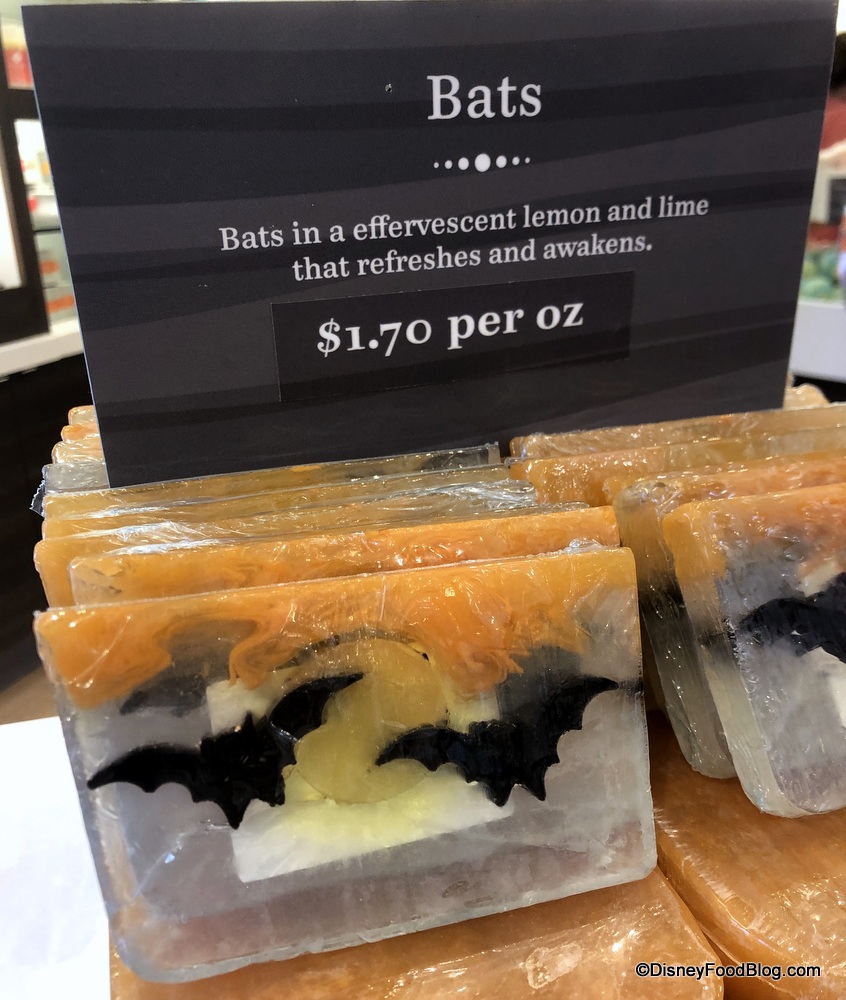 Bats
Bats in a effervescent lemon and lime
that refreshes and awakens.
$1.70 per oz
©DisneyFoodBlog.com